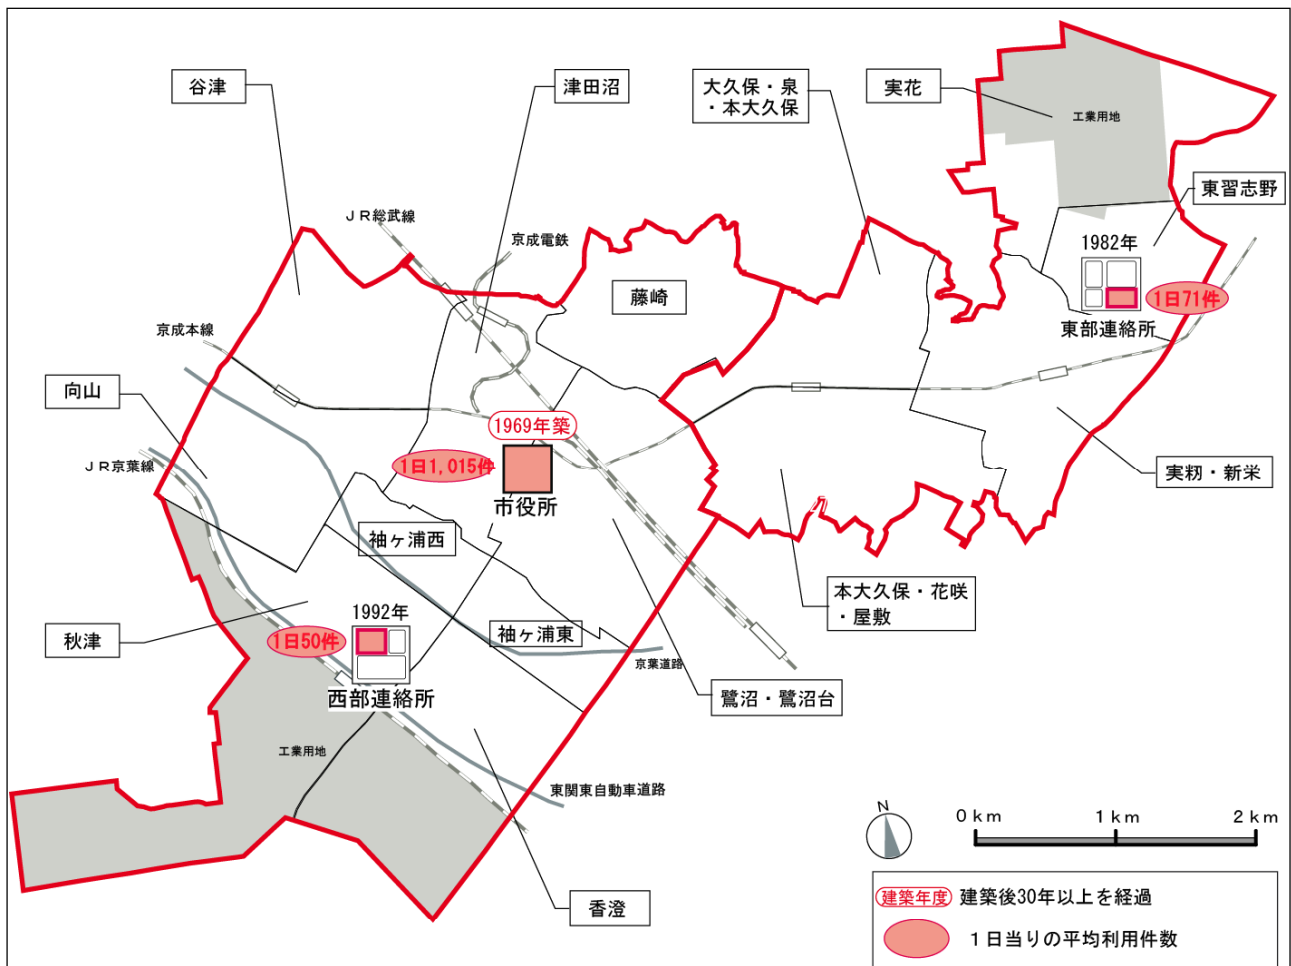 谷津
津田沼
大久保・泉
・本大久保
実花
工業用地
東習志野
JR総武線
京成電鉄
1982年
藤崎
1日71件
東部連絡所
京成本線
向山
1969年築
JR京葉線
1日1,015件
市役所
実籾・新栄
袖ヶ浦西
本大久保・花咲
・屋敷
1992年
秋津
1日50件
袖ヶ浦東
京葉道路
西部連絡所
鷺沼・鷺沼台
工業用地
東関東自動車道路
N
0km 1km 2km
香澄
建築年度 建築後30年以上を経過
1日当りの平均利用件数